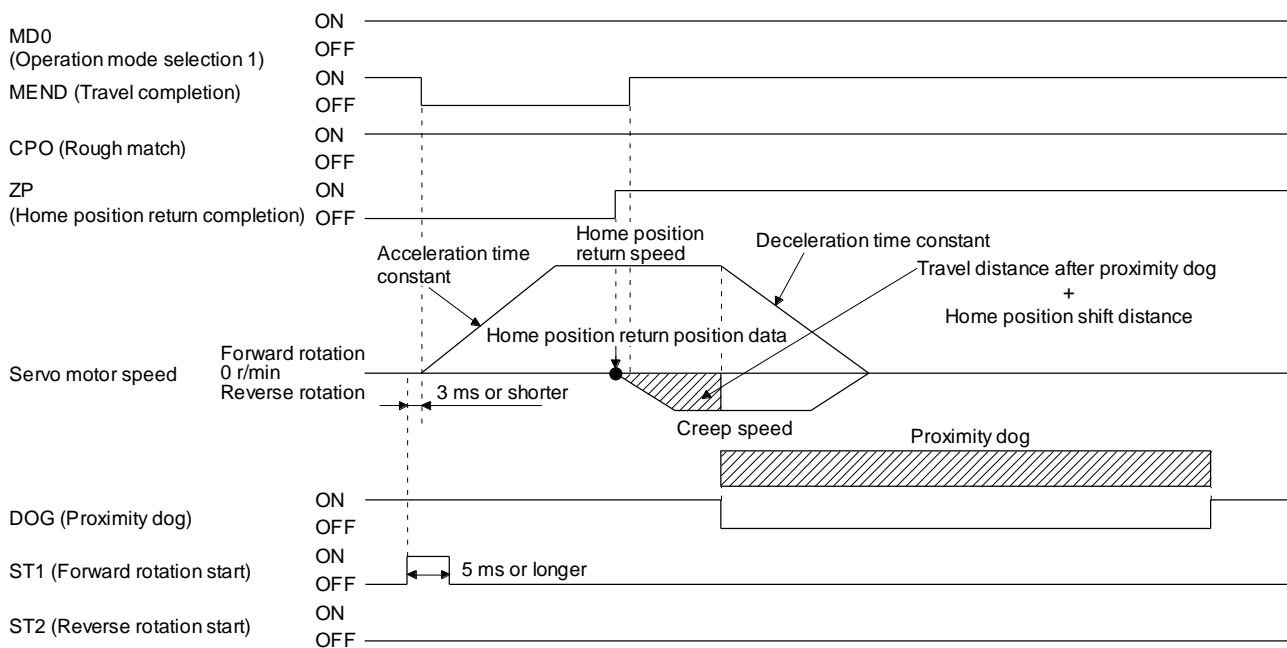 ON
MD0
OFF
(Operation mode selection 1)
ON
MEND (Travel completion)
OFF
ON
CPO (Rough match)
OFF
ZP
ON
(Home position return completion)
OFF
Home position
return speed
Deceleration time constant
Acceleration time
constant
Travel distance after proximity dog
+
Home position shift distance
Home position return position data
Forward rotation
Servo motor speed
0 r/min
Reverse rotation
3 ms or shorter
Creep speed
Proximity dog
ON
DOG (Proximity dog)
OFF
ON
ST1 (Forward rotation start)
5 ms or longer
OFF
ON
ST2 (Reverse rotation start)
OFF